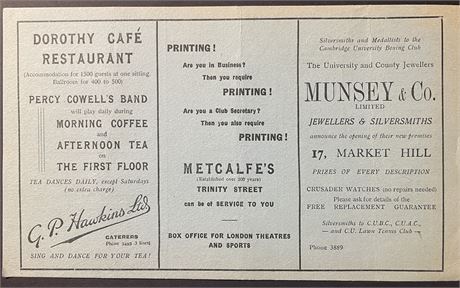 DOROTHY CAFÉ
RESTAURANT
(Accommodation for 1500 guests at one sitting.
Ballrooms for 400 to 500)
PERCY COWELL'S BAND
will play daily during
MORNING COFFEE
and
AFTERNOON TEA
on
THE FIRST FLOOR
TEA DANCES DAILY, except Saturdays
(no extra charge)
G. P. Hawkins Ltd
CATERERS
Phone 3493 3 lines
SING AND DANCE FOR YOUR TEA!
PRINTING!
Are you in Business?
Then you require
PRINTING!
Are you a Club Secretary?
Then you also require
PRINTING!
METCALFE'S
(Established over 100 years)
TRINITY STREET
can be of SERVICE TO YOU
BOX OFFICE FOR LONDON THEATRES
AND SPORTS
Silversmiths and Medallists to the
Cambridge University Boxing Club
The University and County Jewellers
MUNSEY & Co.
LIMITED
JEWELLERS & SILVERSMITHS
announce the opening of their new premises
17, MARKET HILL
PRIZES OF EVERY DESCRIPTION
CRUSADER WATCHES (no repairs needed)
Please ask for details of the
FREE REPLACEMENT GUARANTEE
Silversmiths to C.U.B.C., C.U.A.C.,
and C.U. Lawn Tennis Club
Phone 3889